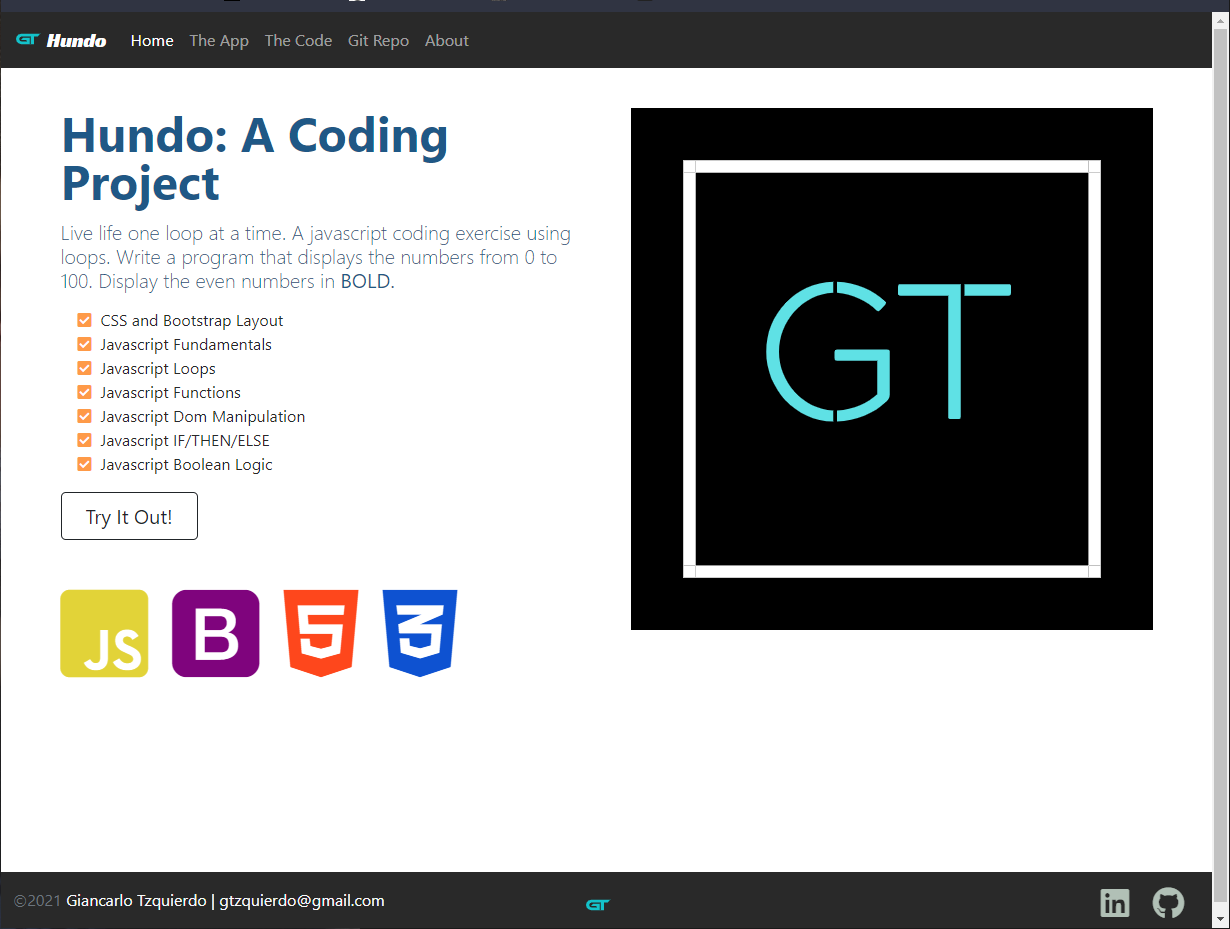 GT Hundo Home The App The Code Git Repo About
Hundo: A Coding
Project
Live life one loop at a time. A javascript coding exercise using
loops. Write a program that displays the numbers from 0 to
100. Display the even numbers in BOLD.
CSS and Bootstrap Layout
Javascript Fundamentals
Javascript Loops
Javascript Functions
Javascript Dom Manipulation
Javascript IF/THEN/ELSE
Javascript Boolean Logic
Try It Out!
JS B 5 3
GT
©2021 Giancarlo Tzquierdo | gtzquierdo@gmail.com GT in